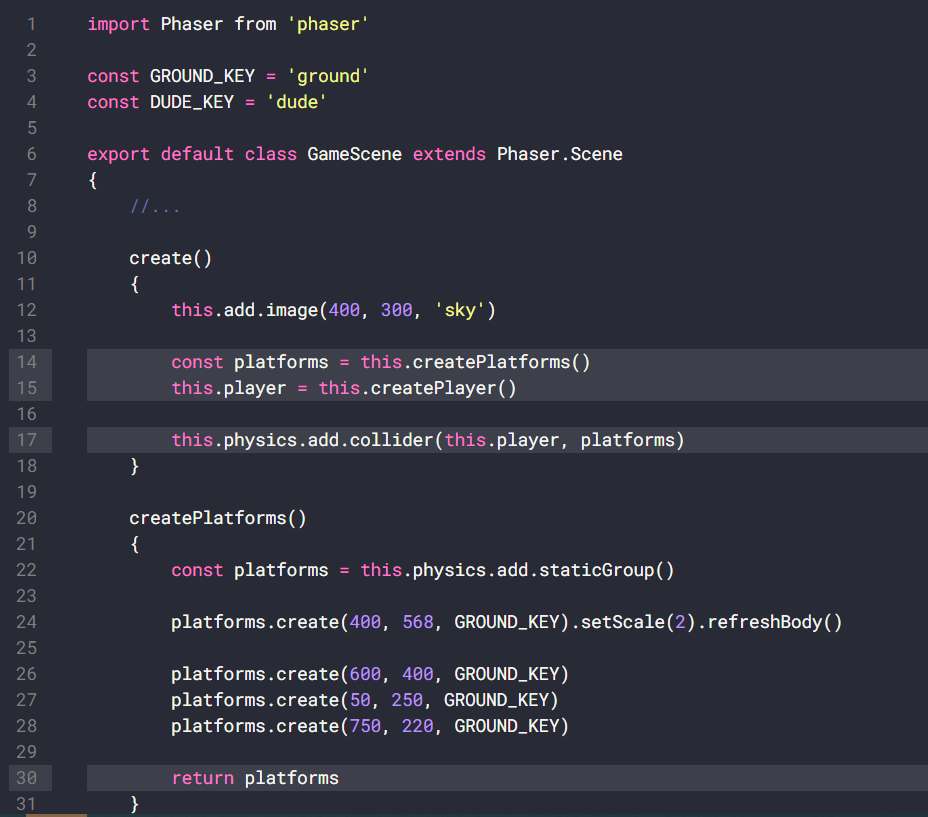 1 import Phaser from 'phaser'
2
3 const GROUND_KEY = 'ground'
4 const DUDE_KEY = 'dude'
5
6 export default class GameScene extends Phaser.Scene
7 {
8     //...
9
10     create()
11     {
12         this.add.image(400, 300, 'sky')
13
14         const platforms = this.createPlatforms()
15         this.player = this.createPlayer()
16
17         this.physics.add.collider(this.player, platforms)
18     }
19
20     createPlatforms()
21     {
22         const platforms = this.physics.add.staticGroup()
23
24         platforms.create(400, 568, GROUND_KEY).setScale(2).refreshBody()
25
26         platforms.create(600, 400, GROUND_KEY)
27         platforms.create(50, 250, GROUND_KEY)
28         platforms.create(750, 220, GROUND_KEY)
29
30         return platforms
31     }